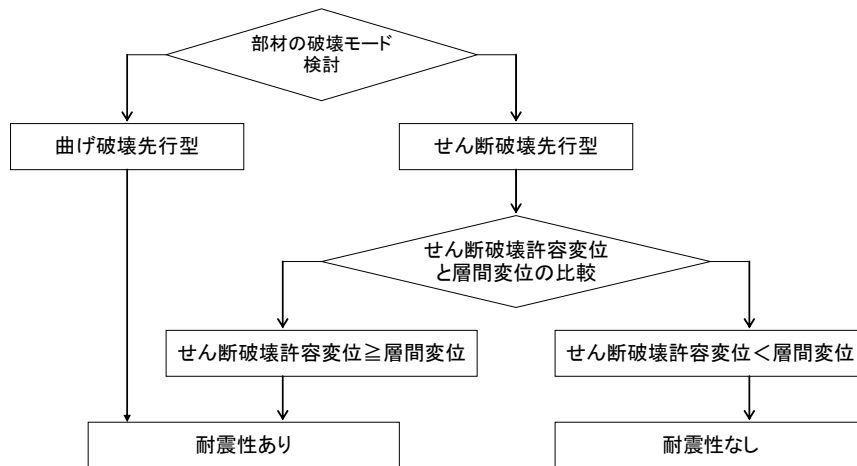 部材の破壊モード
検討
曲げ破壊先行型
せん断破壊先行型
せん断破壊許容変位
と層間変位の比較
せん断破壊許容変位≧層間変位
せん断破壊許容変位＜層間変位
耐震性あり
耐震性なし